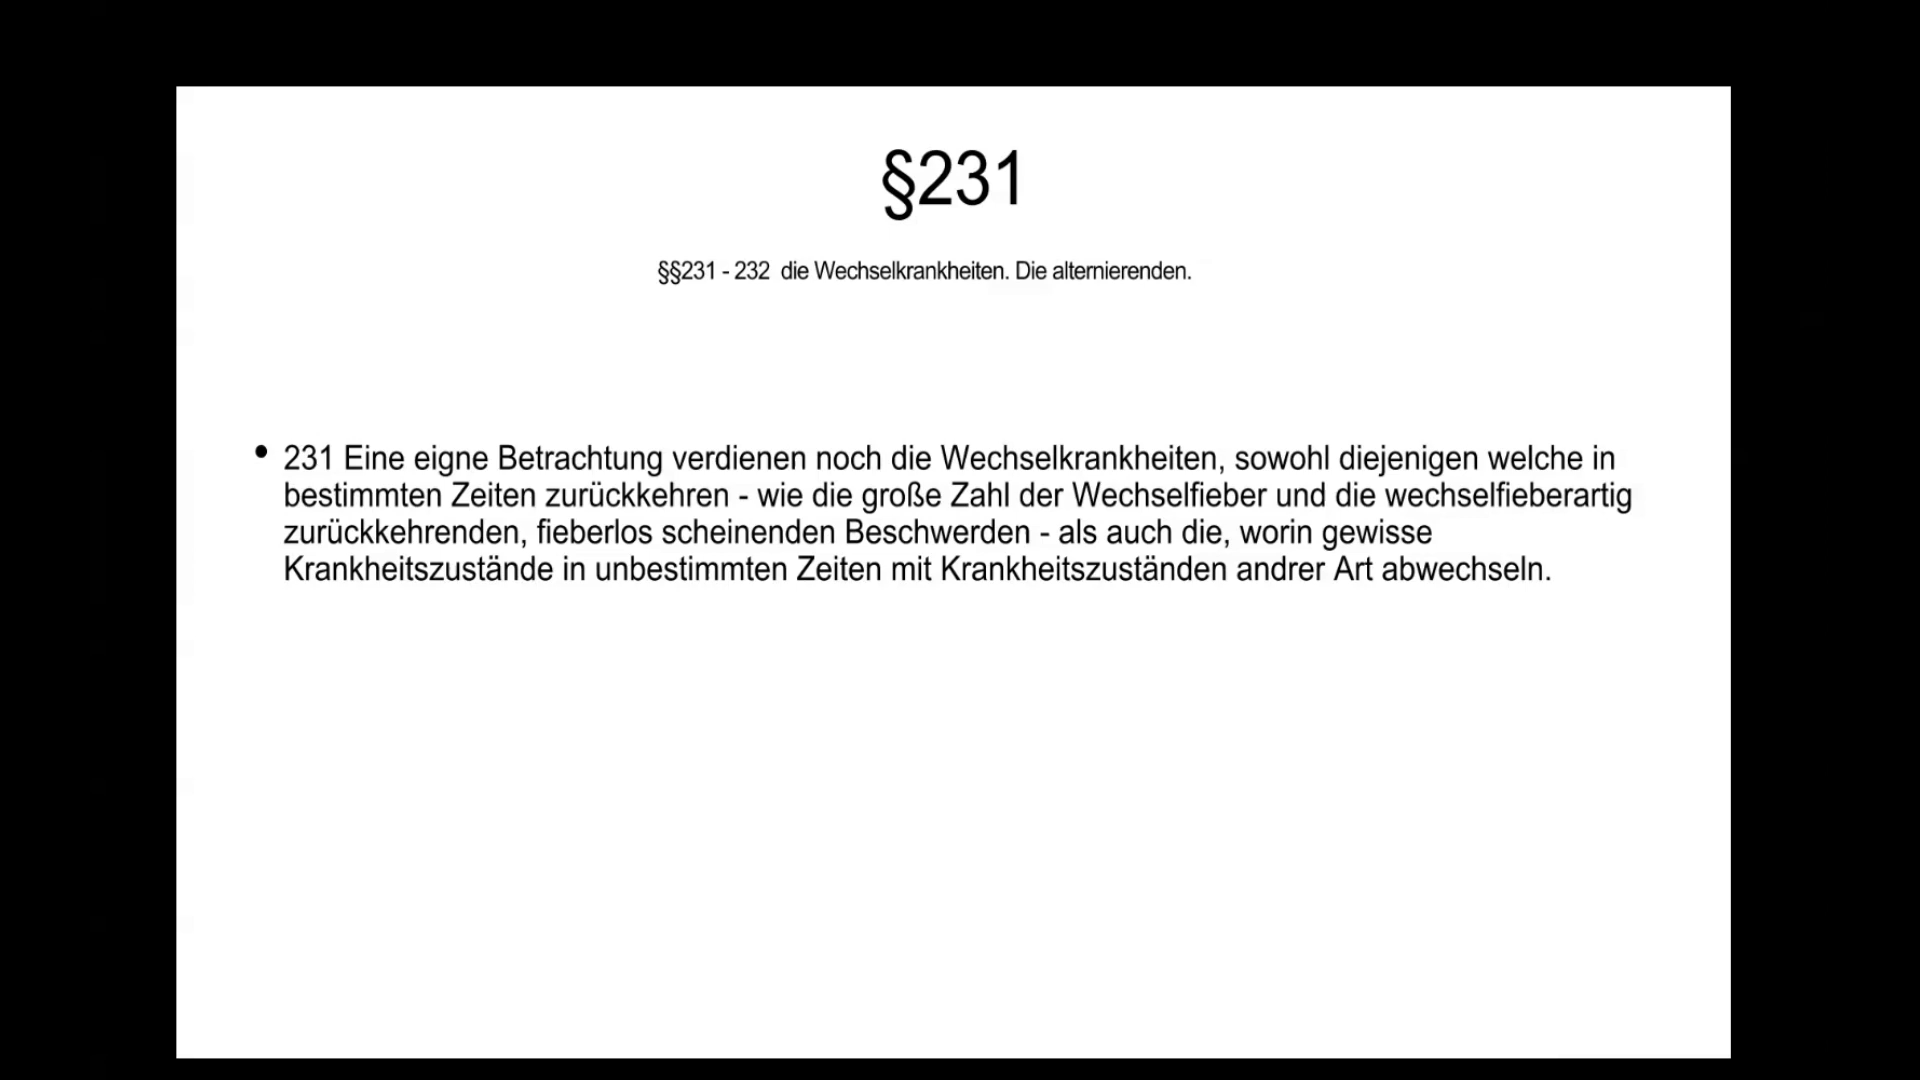 §231
§§231 - 232  die Wechselkrankheiten. Die alternierenden.
• 231 Eine eigne Betrachtung verdienen noch die Wechselkrankheiten, sowohl diejenigen welche in
bestimmten Zeiten zurückkehren - wie die große Zahl der Wechselfieber und die wechselfieberartig
zurückkehrenden, fieberlos scheinenden Beschwerden - als auch die, worin gewisse
Krankheitszustände in unbestimmten Zeiten mit Krankheitszuständen andrer Art abwechseln.